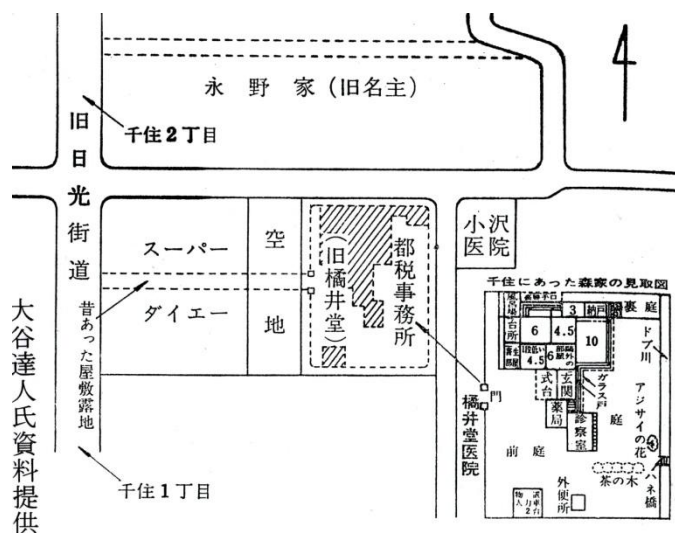 永野家(旧名主)
千住2丁目
旧日光街道
スーパー
ダイエー
空地
(旧橘井堂)
都税事務所
小沢医院
昔あった屋敷露地
千住1丁目
大谷達人氏資料提供
橘井堂医院
千住にあった森家の見取図
台所
3
納戸
裏庭
6
4.5
10
4.5
6
式台
玄関
薬局
診察室
ガラス戸
ドブ川
アジサイの花
庭
門
前庭
茶の木
ハネ橋
外便所